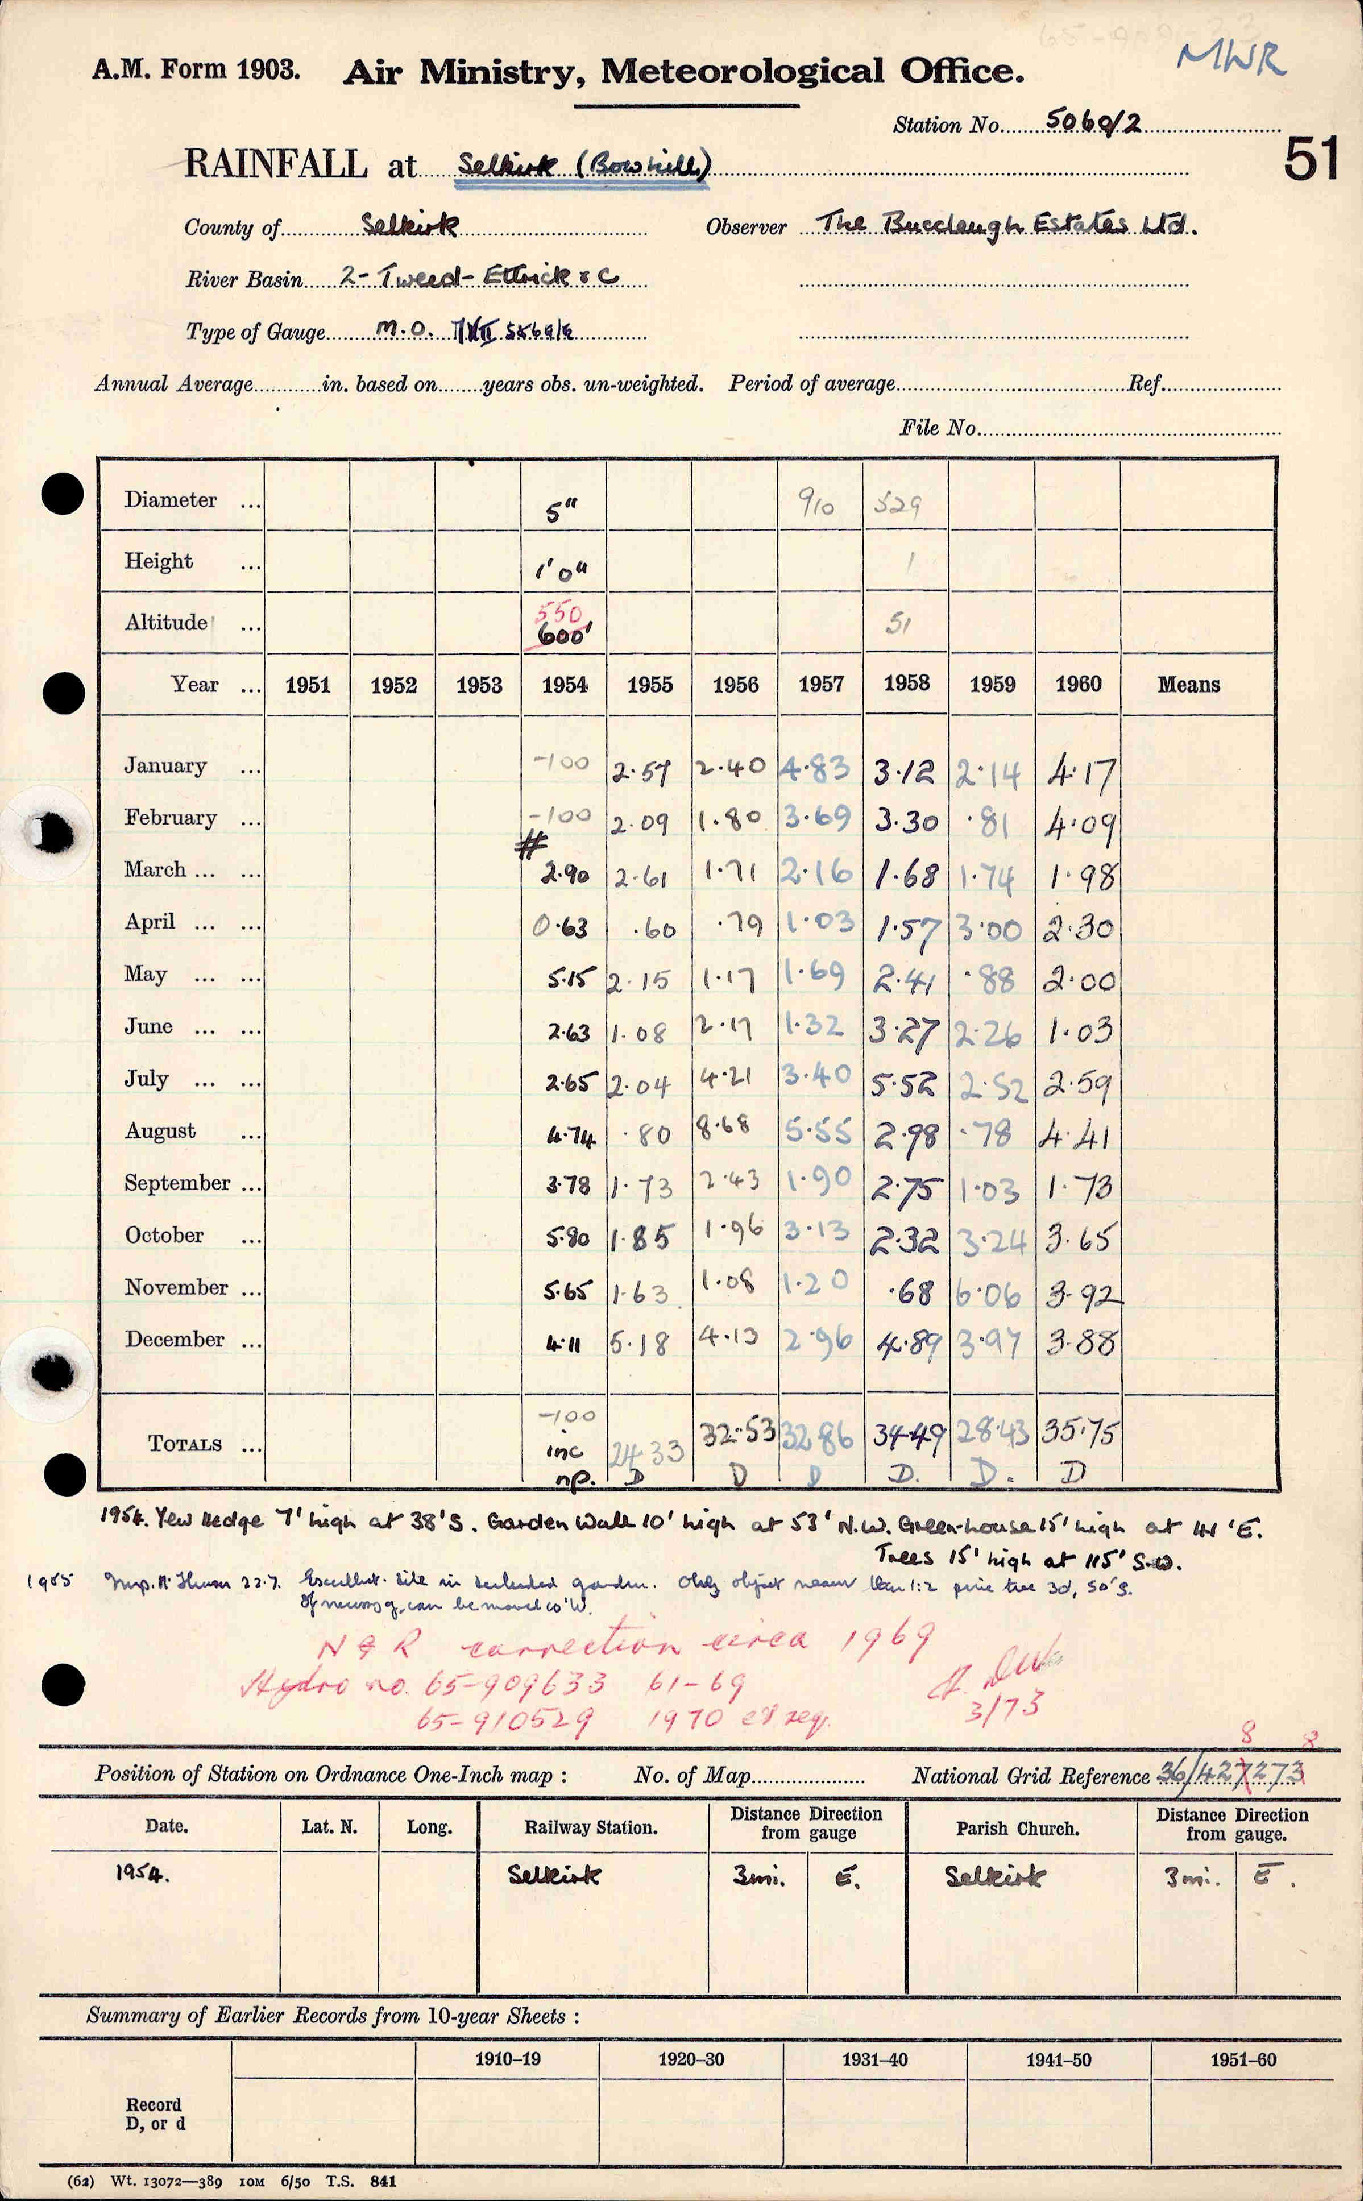 MWR
A.M. Form 1903. Air Ministry, Meteorological Office.
Station No. 5060/2
51
RAINFALL at Selkirk (Bowhill)
County of Selkirk Observer The Buccleugh Estates Ltd.
River Basin 2- Tweed- Ettrick & C
Type of Gauge M.O.
Annual Average in. based on years obs. un-weighted. Period of average Ref.
File No.
Diameter ... 5" 910 529
Height ... 1'0" 1
Altitude ... 550 600' 51
Year ... 1951 1952 1953 1954 1955 1956 1957 1958 1959 1960 Means
January ... -100 2.57 2.40 4.83 3.12 2.14 4.17
February ... -100 2.09 1.80 3.69 3.30 .81 4.09
#
March ... ... 2.90 2.61 1.71 2.16 1.68 1.74 1.98
April ... ... 0.63 .60 .79 1.03 1.57 3.00 2.30
May ... ... 5.15 2.15 1.17 1.69 2.41 .88 2.00
June ... ... 2.63 1.08 2.17 1.32 3.27 2.26 1.03
July ... ... 2.65 2.04 4.21 3.40 5.52 2.52 2.59
August ... 4.74 .80 8.68 5.55 2.98 .78 4.41
September ... 3.78 1.73 2.43 1.90 2.75 1.03 1.73
October ... 5.80 1.85 1.96 3.13 2.32 3.24 3.65
November ... 5.65 1.63 1.08 1.20 .68 6.06 3.92
December ... 4.11 5.18 4.13 2.96 4.89 3.97 3.88
-100
TOTALS ... inc 24.33 32.53 32.86 34.49 28.43 35.75
np. D D D D. D. D
1954. Yew Hedge 7' high at 38' S. Garden Wall 10' high at 53' N.W. Green-house 15' high at 41' E.
Trees 15' high at 115' S.W.
1955 Insp. 22.7. Excellent site in secluded garden. Only object nearer than 1:2 pine tree 30', 50' S.
If necessary g. can be moved 10' W.
N & R correction circa 1969
Hydro no. 65-909633 61-69
65-910529 1970 et seq.
3/73
8 8
Position of Station on Ordnance One-Inch map : No. of Map National Grid Reference 36/427273
Date. Lat. N. Long. Railway Station. Distance from gauge Direction Parish Church. Distance from gauge. Direction
1954. Selkirk 3mi. E. Selkirk 3mi. E.
Summary of Earlier Records from 10-year Sheets :
1910–19 1920–30 1931–40 1941–50 1951–60
Record
D, or d
(62) Wt. 13072—389 10M 6/50 T.S. 841